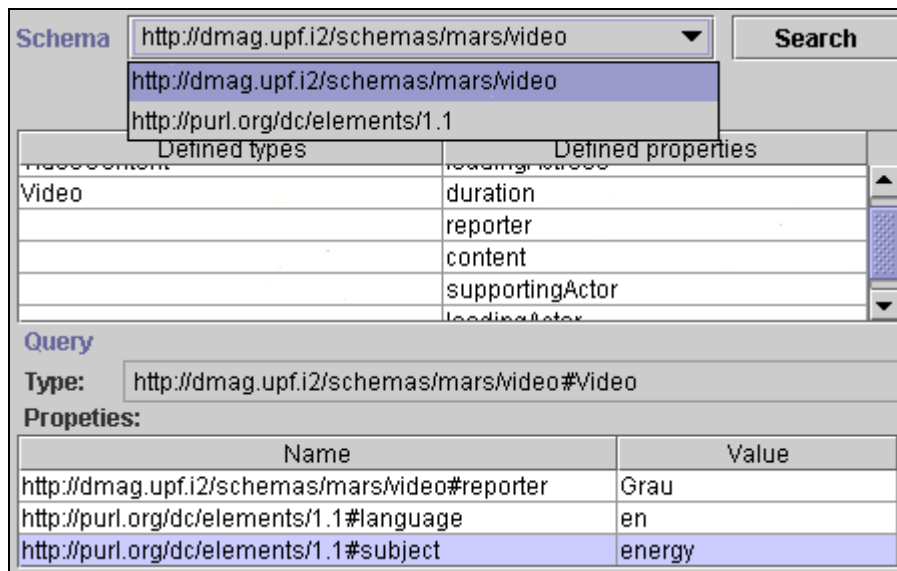 Schema http://dmag.upf.i2/schemas/mars/video Search
http://dmag.upf.i2/schemas/mars/video
http://purl.org/dc/elements/1.1
Defined types Defined properties
VideoContent leadingActress
Video duration
reporter
content
supportingActor
leadingActor
Query
Type: http://dmag.upf.i2/schemas/mars/video#Video
Propeties:
Name Value
http://dmag.upf.i2/schemas/mars/video#reporter Grau
http://purl.org/dc/elements/1.1#language en
http://purl.org/dc/elements/1.1#subject energy